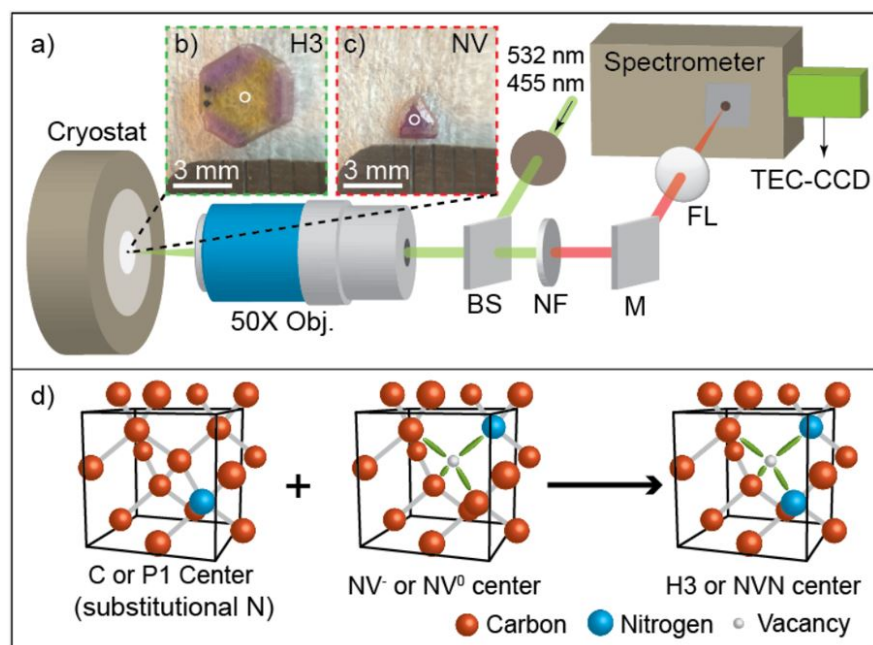 a)
b)
H3
c)
NV
532 nm
455 nm
Spectrometer
Cryostat
3 mm
3 mm
TEC-CCD
FL
BS
NF
M
50X Obj.
d)
+
C or P1 Center
(substitutional N)
NV⁻ or NV⁰ center
H3 or NVN center
Carbon
Nitrogen
Vacancy